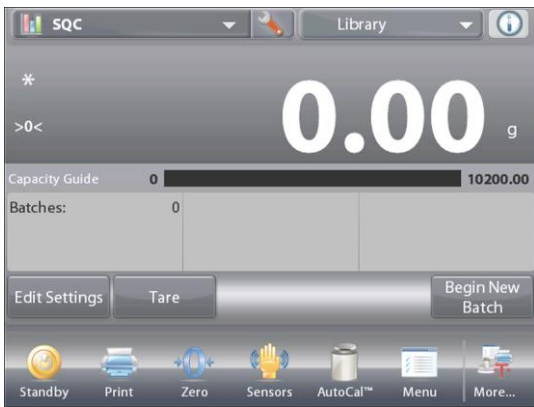 SQC
Library
*
>0<
0.00 g
Capacity Guide 0 10200.00
Batches: 0
Edit Settings
Tare
Begin New
Batch
Standby
Print
Zero
Sensors
AutoCal™
Menu
More...